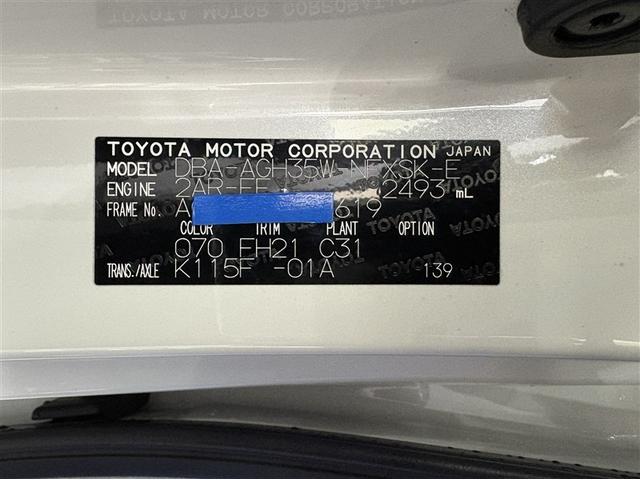 TOYOTA MOTOR CORPORATION JAPAN
MODEL DBA-AGH35W-NFXSK-E
ENGINE 2AR-FE 2493 mL
FRAME No. A 619
COLOR TRIM PLANT OPTION
070 FH21 C31
TRANS./AXLE K115F -01A 139